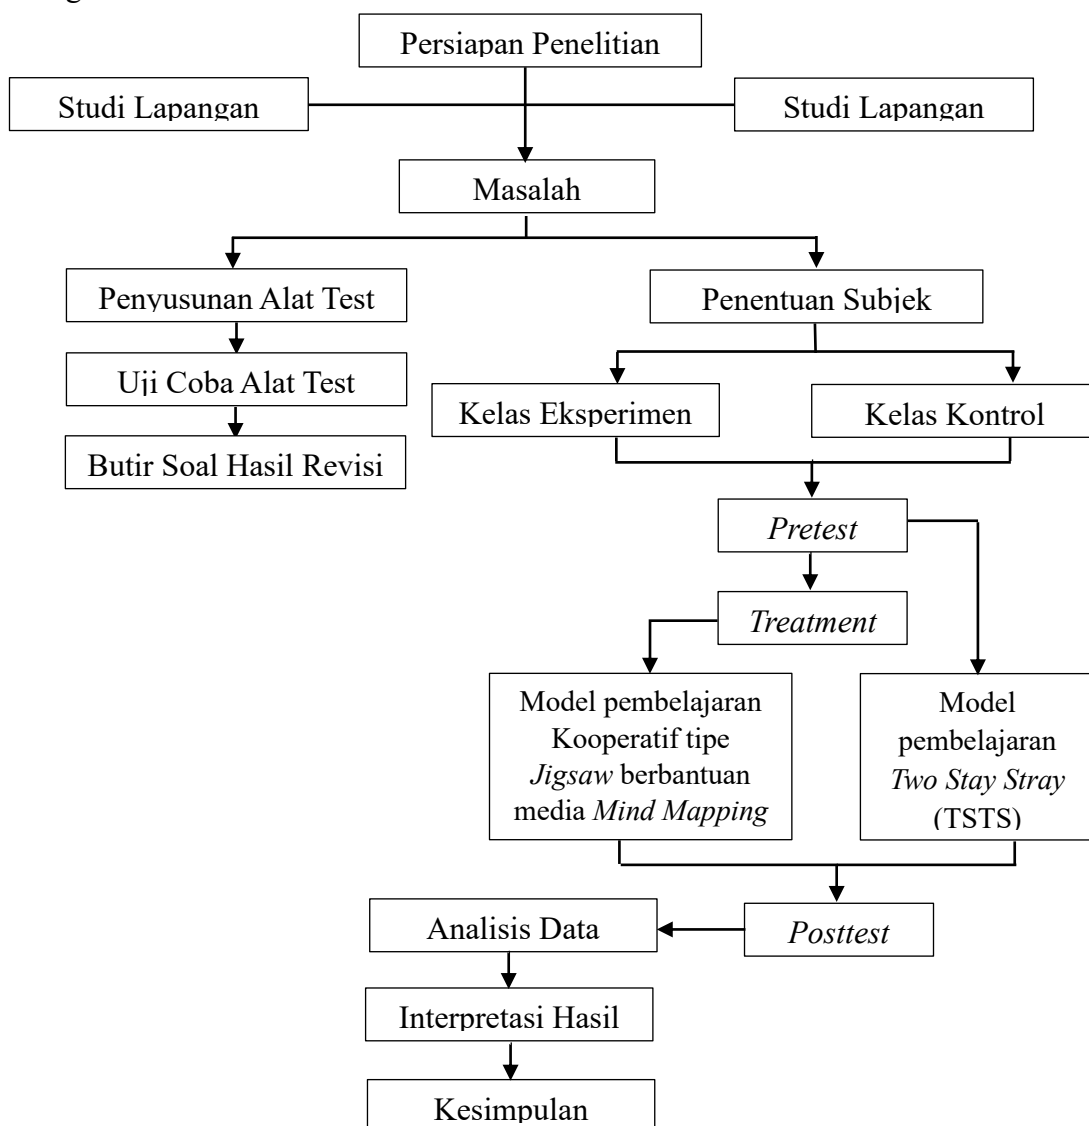 Persiapan Penelitian
Studi Lapangan
Studi Lapangan
Masalah
Penyusunan Alat Test
Penentuan Subjek
Uji Coba Alat Test
Kelas Eksperimen
Kelas Kontrol
Butir Soal Hasil Revisi
Pretest
Treatment
Model pembelajaran
Kooperatif tipe
Jigsaw berbantuan
media Mind Mapping
Model
pembelajaran
Two Stay Stray
(TSTS)
Analisis Data
Posttest
Interpretasi Hasil
Kesimpulan